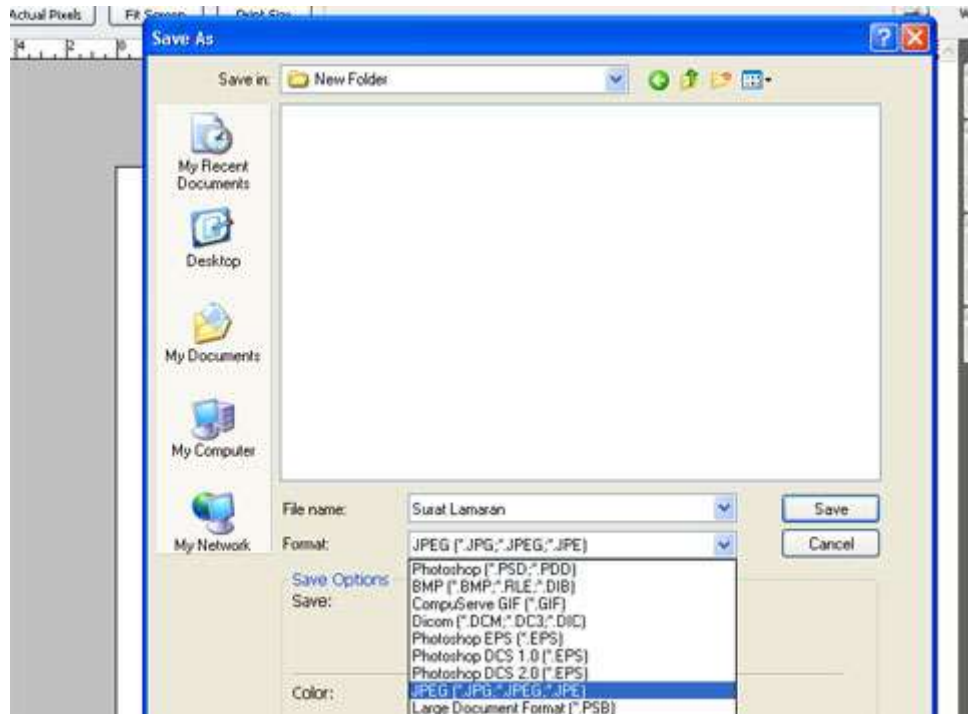 Actual Pixels Fit Screen Print Size
Save As
Save in: New Folder
My Recent
Documents
Desktop
My Documents
My Computer
My Network
File name: Surat Lamaran Save
Format: JPEG (*.JPG;*.JPEG;*.JPE) Cancel
Photoshop (*.PSD;*.PDD)
Save Options
BMP (*.BMP;*.RLE;*.DIB)
Save:
CompuServe GIF (*.GIF)
Dicom (*.DCM;*.DC3;*.DIC)
Photoshop EPS (*.EPS)
Photoshop DCS 1.0 (*.EPS)
Photoshop DCS 2.0 (*.EPS)
Color:
JPEG (*.JPG;*.JPEG;*.JPE)
Large Document Format (*.PSB)